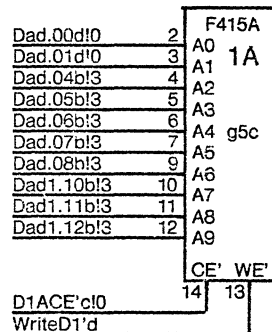 F415A
Dad.00d!0 2 A0 1A
Dad.01d!0 3 A1
Dad.04b!3 4 A2
Dad.05b!3 5 A3
Dad.06b!3 6 A4 g5c
Dad.07b!3 7 A5
Dad.08h!3 9 A6
Dad1.10b!3 10 A7
Dad1.11b!3 11 A8
Dad1.12b!3 12 A9
CE' WE'
14 13
D1ACE'c!0
WriteD1'd